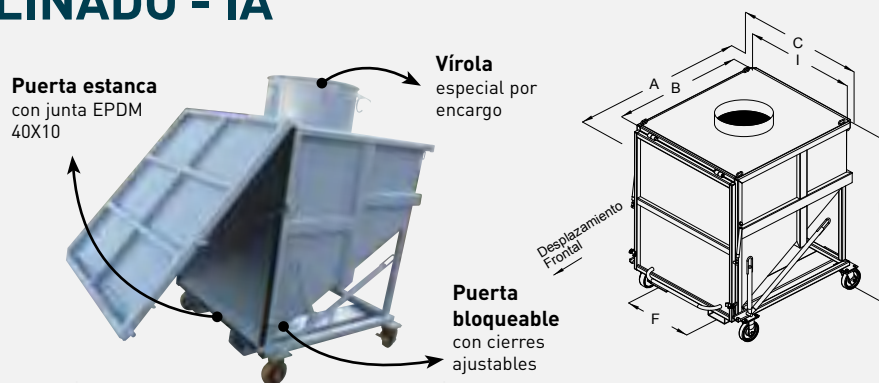 LINADO - IA
Puerta estanca
con junta EPDM
40X10
Vírola
especial por
encargo
Puerta
bloqueable
con cierres
ajustables
A
B
C
I
Desplazamiento
Frontal
F